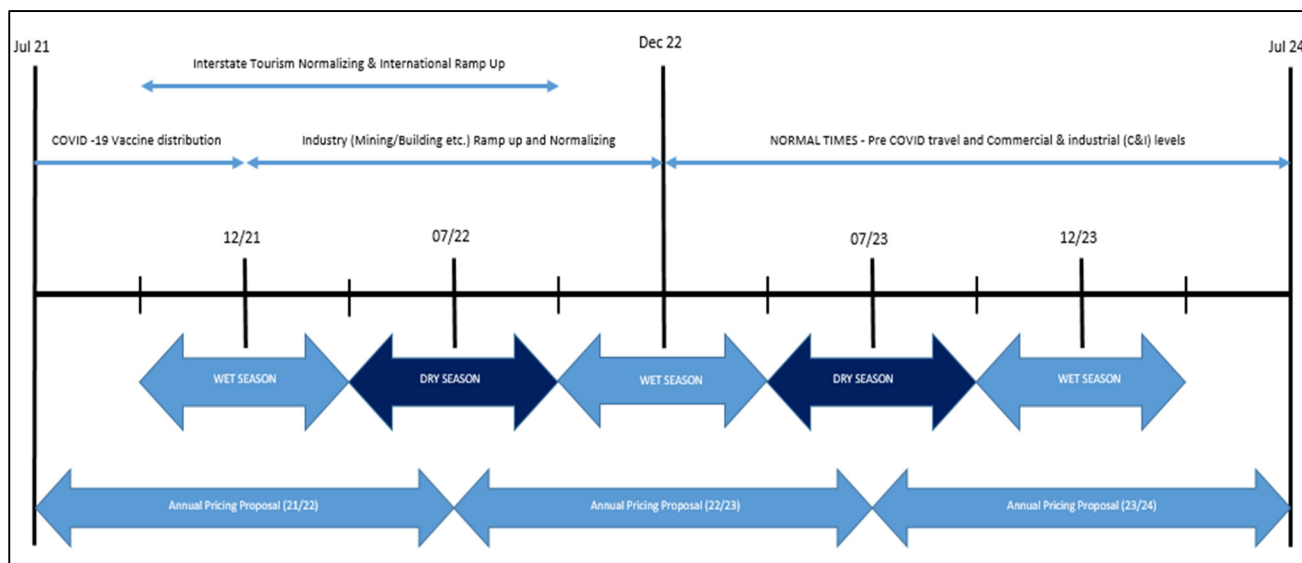 Jul 21
Dec 22
Jul 24
Interstate Tourism Normalizing & International Ramp Up
COVID -19 Vaccine distribution
Industry (Mining/Building etc.) Ramp up and Normalizing
NORMAL TIMES - Pre COVID travel and Commercial & industrial (C&I) levels
12/21
07/22
07/23
12/23
WET SEASON
DRY SEASON
WET SEASON
DRY SEASON
WET SEASON
Annual Pricing Proposal (21/22)
Annual Pricing Proposal (22/23)
Annual Pricing Proposal (23/24)